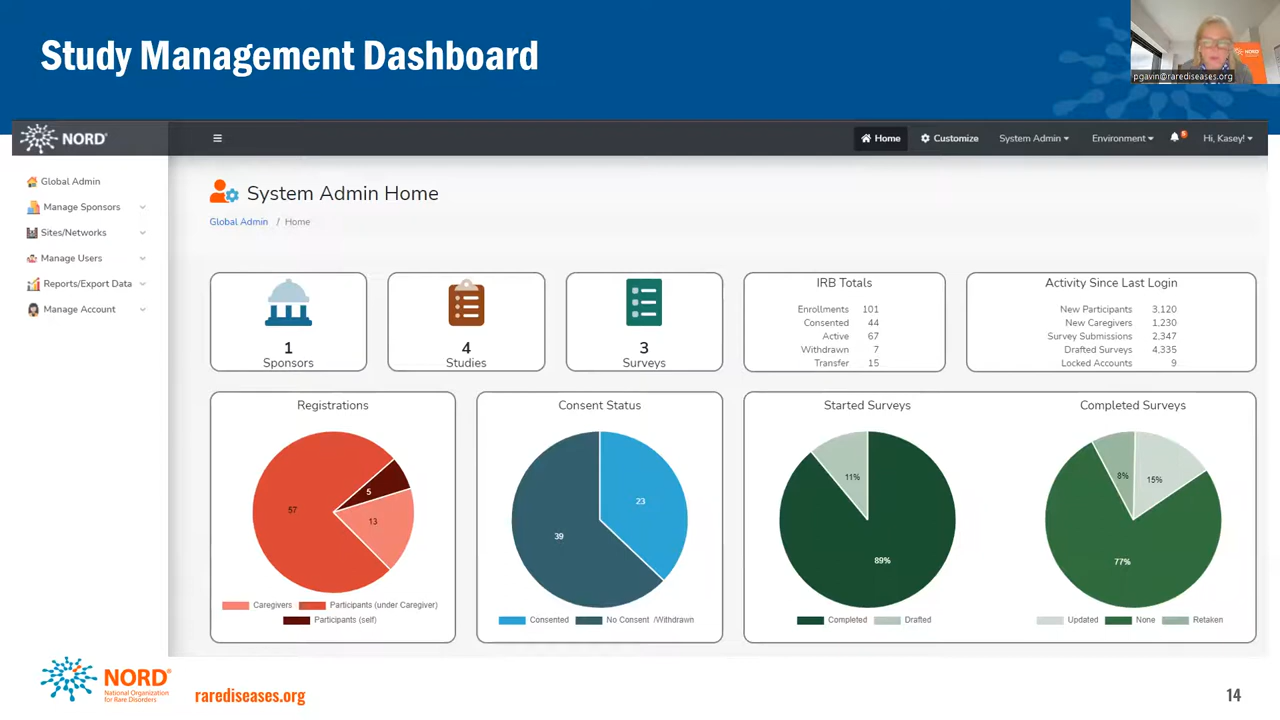 Study Management Dashboard
NORD
pgavin@rarediseases.org
NORD®
Home
Customize
System Admin
Environment
5
Hi, Kasey!
Global Admin
Manage Sponsors
Sites/Networks
Manage Users
Reports/Export Data
Manage Account
System Admin Home
Global Admin / Home
1
Sponsors
4
Studies
3
Surveys
IRB Totals
Enrollments 101
Consented 44
Active 67
Withdrawn 7
Transfer 15
Activity Since Last Login
New Participants 3,120
New Caregivers 1,230
Survey Submissions 2,347
Drafted Surveys 4,335
Locked Accounts 9
Registrations
57
5
13
Caregivers Participants (under Caregiver)
Participants (self)
Consent Status
23
39
Consented No Consent /Withdrawn
Started Surveys
11%
89%
Completed Drafted
Completed Surveys
8%
15%
77%
Updated None Retaken
NORD®
National Organization
for Rare Disorders
rarediseases.org
14